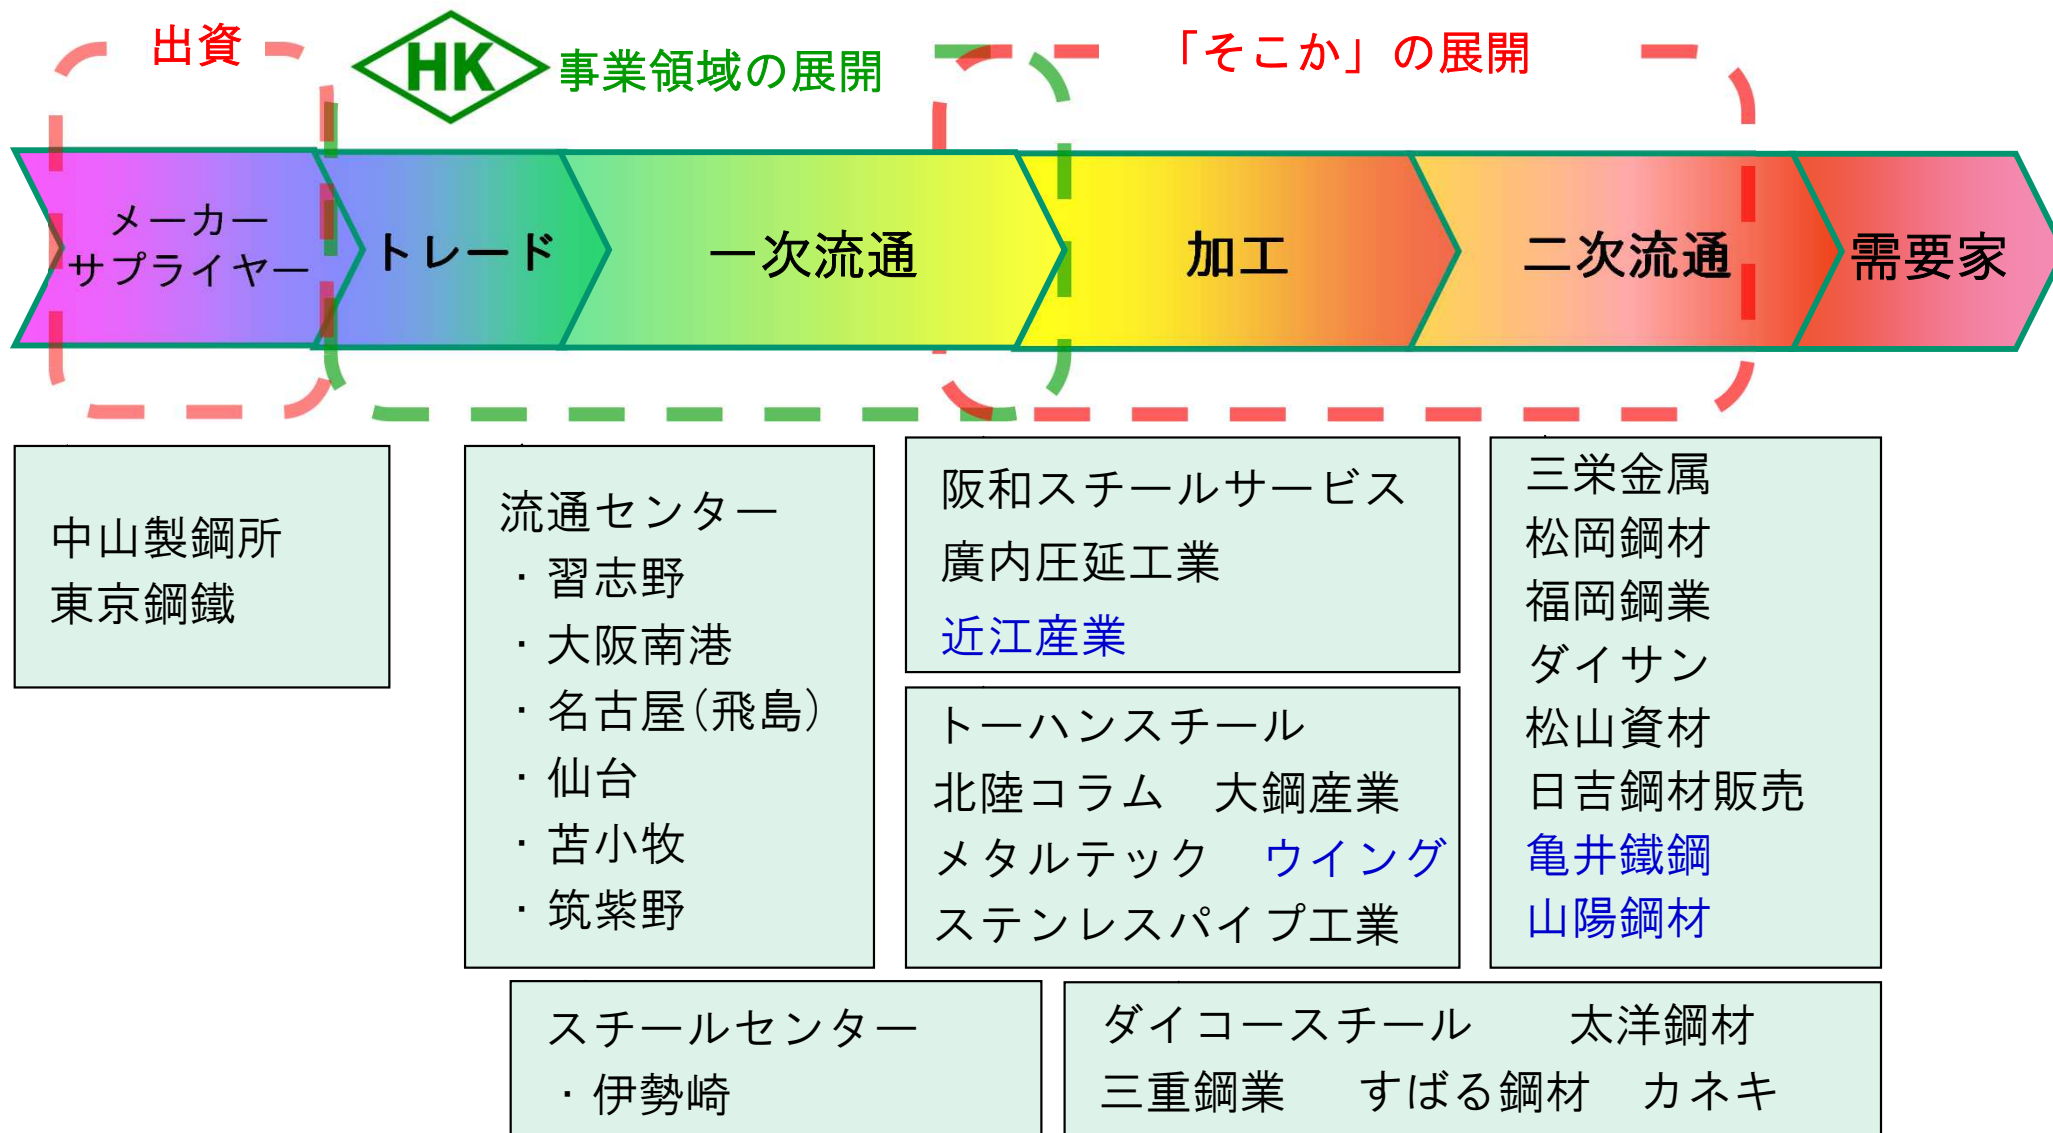 出資
HK
事業領域の展開
「そこか」の展開
メーカー
サプライヤー
トレード
一次流通
加工
二次流通
需要家
中山製鋼所
東京鋼鐵
流通センター
・習志野
・大阪南港
・名古屋(飛島)
・仙台
・苫小牧
・筑紫野
阪和スチールサービス
廣内圧延工業
近江産業
トーハンスチール
北陸コラム 大鋼産業
メタルテック ウイング
ステンレスパイプ工業
三栄金属
松岡鋼材
福岡鋼業
ダイサン
松山資材
日吉鋼材販売
亀井鐵鋼
山陽鋼材
スチールセンター
・伊勢崎
ダイコースチール 太洋鋼材
三重鋼業 すばる鋼材 カネキ